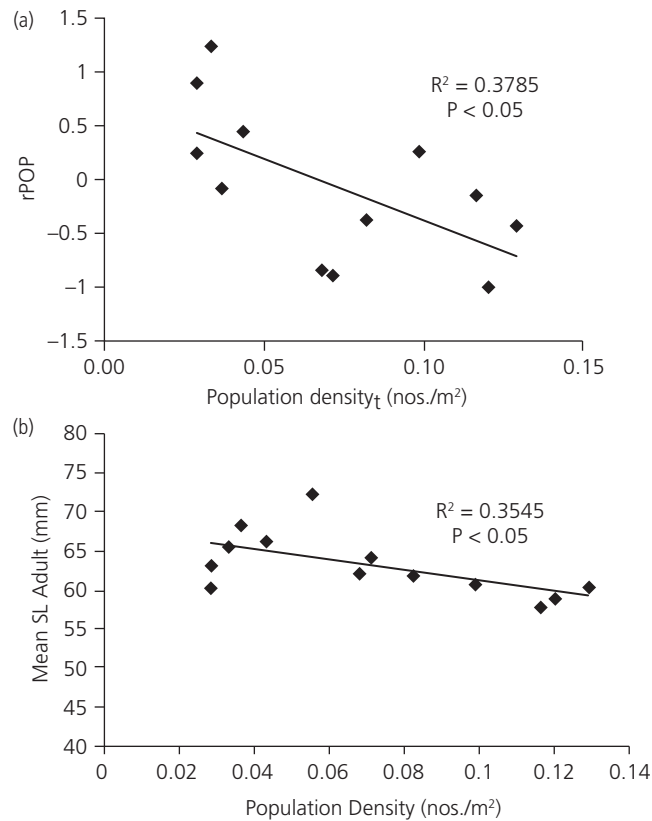 (a)
1.5
1
0.5
0
–0.5
–1
–1.5
rPOP
R² = 0.3785
P < 0.05
0.00 0.05 0.10 0.15
Population densityₜ (nos./m²)
(b)
80
75
70
65
60
55
50
45
40
Mean SL Adult (mm)
R² = 0.3545
P < 0.05
0 0.02 0.04 0.06 0.08 0.1 0.12 0.14
Population Density (nos./m²)